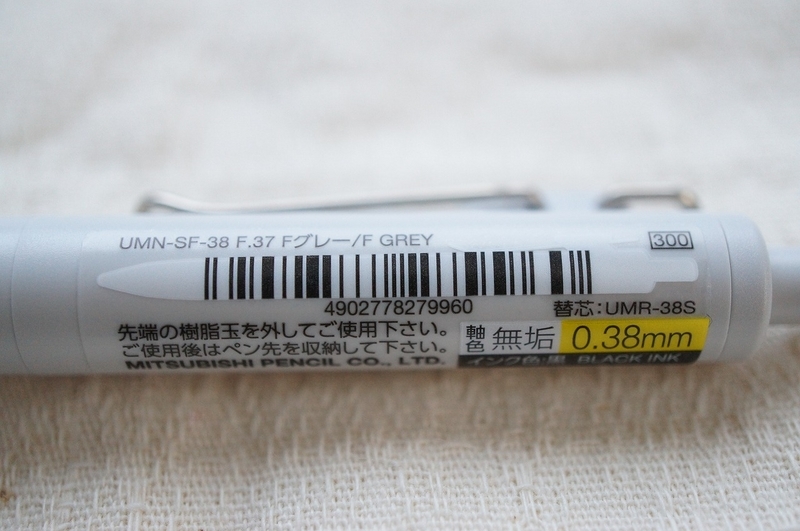 UMN-SF-38 F.37 Fグレー/F GREY
300
4902778279960
替芯:UMR-38S
先端の樹脂玉を外してご使用下さい。
ご使用後はペン先を収納して下さい。
MITSUBISHI PENCIL CO., LTD.
軸色 無垢 0.38mm
インク色:黒 BLACK INK